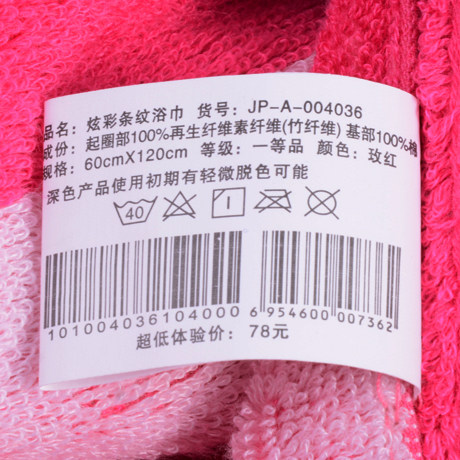 品名：炫彩条纹浴巾 货号：JP-A-004036
成份：起圈部100%再生纤维素纤维(竹纤维) 基部100%棉
规格：60cmX120cm 等级：一等品 颜色：玫红
深色产品使用初期有轻微脱色可能
40
101004036104000
6 954600 007362
超低体验价：78元